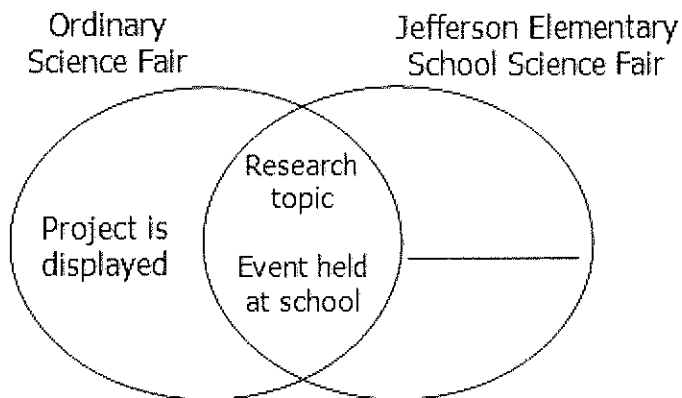 Ordinary
Science Fair
Jefferson Elementary
School Science Fair
Research
topic
Project is
displayed
Event held
at school